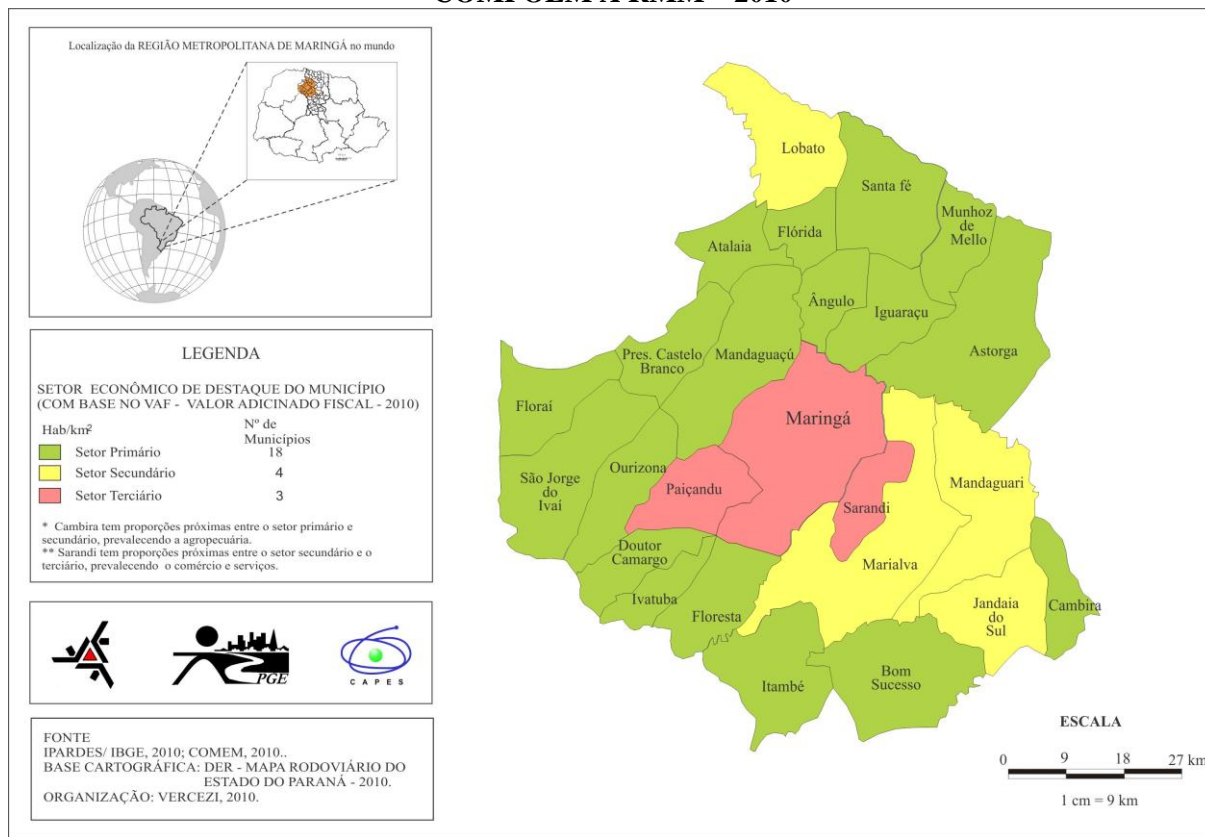 COMPÕEM A RMM – 2010
Localização da REGIÃO METROPOLITANA DE MARINGÁ no mundo
LEGENDA
SETOR ECONÔMICO DE DESTAQUE DO MUNICÍPIO
(COM BASE NO VAF - VALOR ADICINADO FISCAL - 2010)
Hab/km²
Nº de
Municípios
Setor Primário 18
Setor Secundário 4
Setor Terciário 3
* Cambira tem proporções próximas entre o setor primário e
secundário, prevalecendo a agropecuária.
** Sarandi tem proporções próximas entre o setor secundário e o
terciário, prevalecendo o comércio e serviços.
PGE
CAPES
FONTE
IPARDES/ IBGE, 2010; COMEM, 2010..
BASE CARTOGRÁFICA: DER - MAPA RODOVIÁRIO DO
ESTADO DO PARANÁ - 2010.
ORGANIZAÇÃO: VERCEZI, 2010.
Lobato
Santa fé
Munhoz
de
Mello
Flórida
Atalaia
Ângulo
Iguaraçu
Astorga
Pres. Castelo
Branco
Mandaguaçú
Floraí
Maringá
Ourizona
São Jorge
do
Ivaí
Paiçandu
Sarandi
Mandaguari
Doutor
Camargo
Marialva
Ivatuba
Floresta
Jandaia
do
Sul
Cambira
Itambé
Bom
Sucesso
ESCALA
0 9 18 27 km
1 cm = 9 km